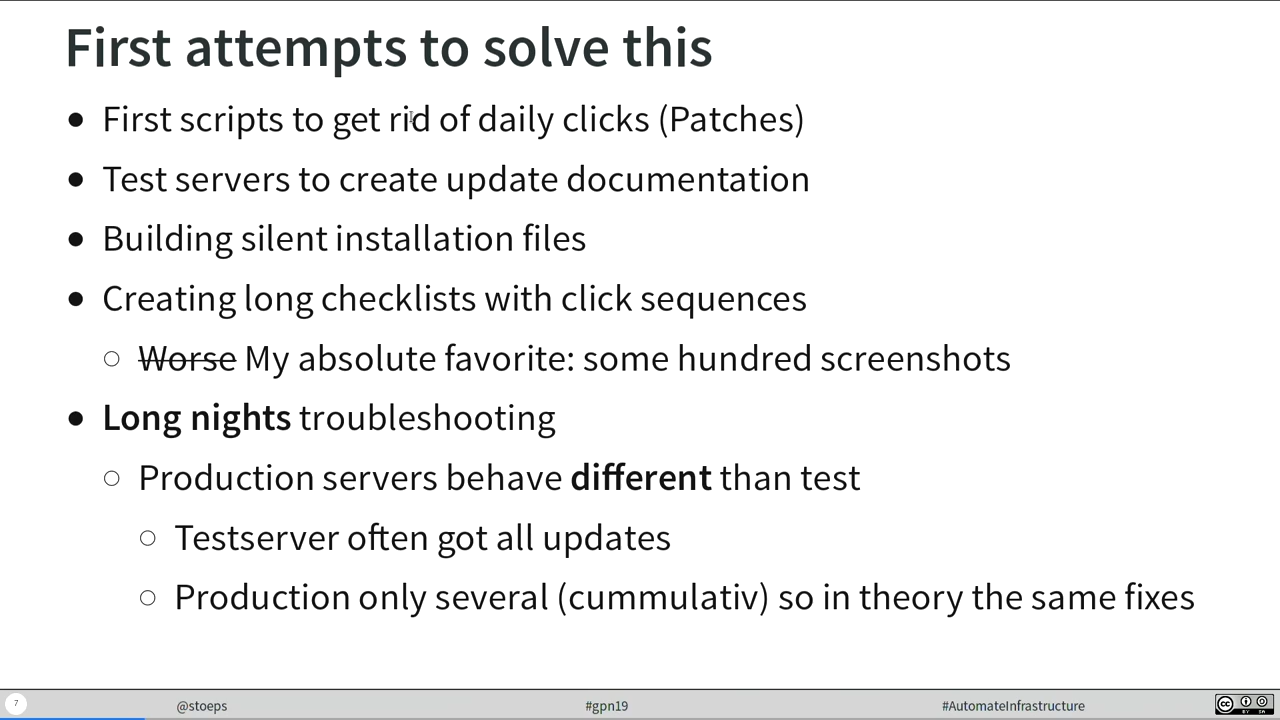 First attempts to solve this
● First scripts to get rid of daily clicks (Patches)
● Test servers to create update documentation
● Building silent installation files
● Creating long checklists with click sequences
○ ~~Worse~~ My absolute favorite: some hundred screenshots
● Long nights troubleshooting
○ Production servers behave different than test
○ Testserver often got all updates
○ Production only several (cummulativ) so in theory the same fixes
7 @stoeps #gpn19 #AutomateInfrastructure cc BY SA